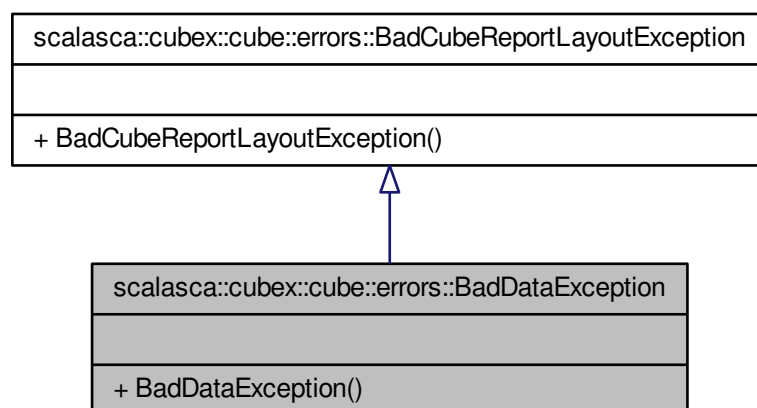 scalasca::cubex::cube::errors::BadCubeReportLayoutException
+ BadCubeReportLayoutException()
scalasca::cubex::cube::errors::BadDataException
+ BadDataException()